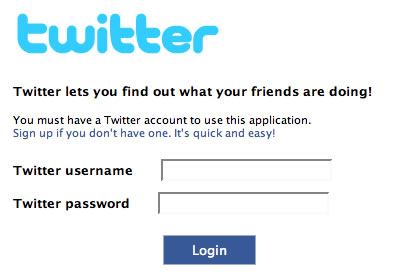 twitter
Twitter lets you find out what your friends are doing!
You must have a Twitter account to use this application.
Sign up if you don't have one. It's quick and easy!
Twitter username
Twitter password
Login